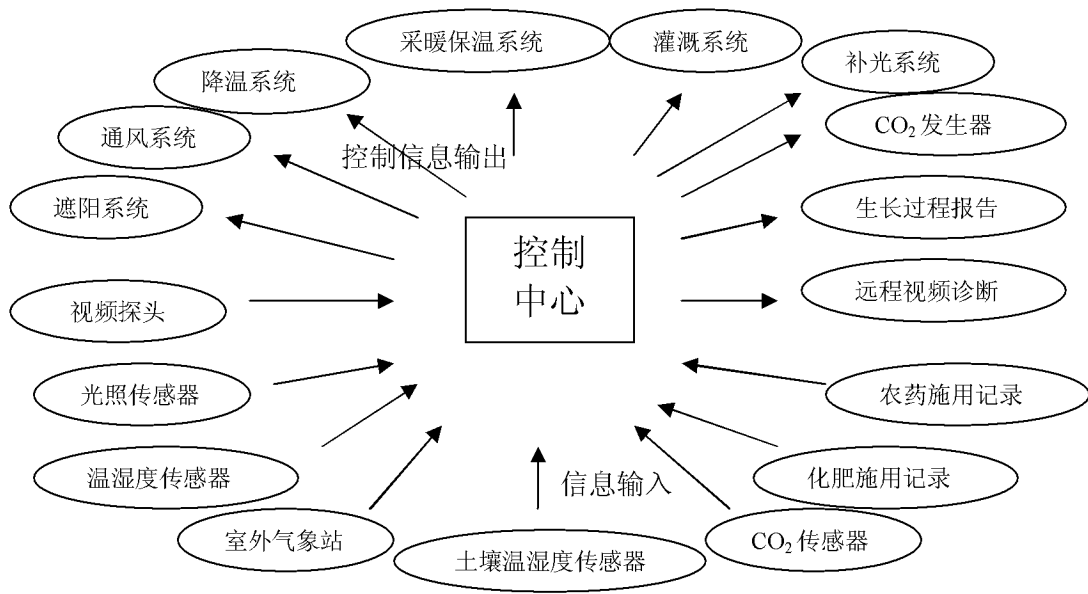 采暖保温系统
灌溉系统
降温系统
补光系统
通风系统
CO₂发生器
控制信息输出
遮阳系统
生长过程报告
控制
中心
视频探头
远程视频诊断
光照传感器
农药施用记录
温湿度传感器
信息输入
化肥施用记录
室外气象站
CO₂传感器
土壤温湿度传感器